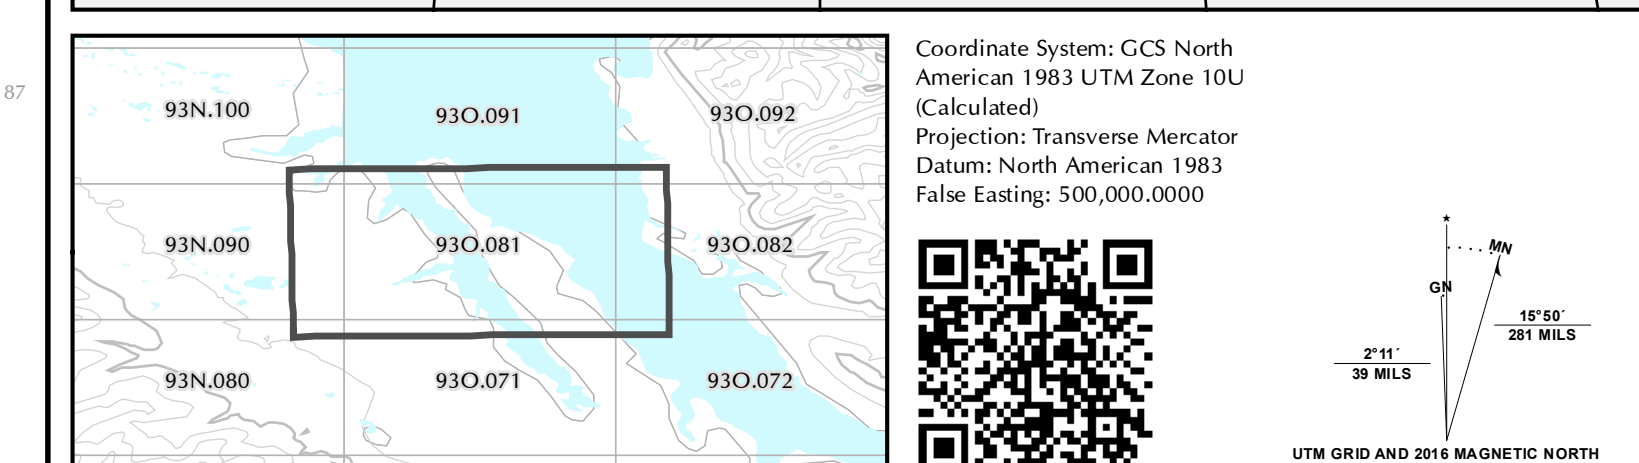 87
93N.100
93O.091
93O.092
93N.090
93O.081
93O.082
93N.080
93O.071
93O.072
Coordinate System: GCS North
American 1983 UTM Zone 10U
(Calculated)
Projection: Transverse Mercator
Datum: North American 1983
False Easting: 500,000.0000
MN
GN
15°50´
281 MILS
2°11´
39 MILS
UTM GRID AND 2016 MAGNETIC NORTH